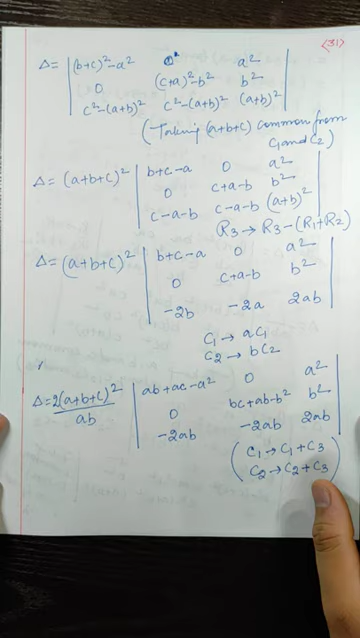 (31)
Δ = | (b+c)²-a² 0² a² |
| 0 (c+a)²-b² b² |
| c²-(a+b)² c²-(a+b)² (a+b)² |
(Taking (a+b+c) common from
C₁ and C₂)
Δ = (a+b+c)² | b+c-a 0 a² |
| 0 c+a-b b² |
| c-a-b c-a-b (a+b)² |
R₃ → R₃-(R₁+R₂)
Δ = (a+b+c)² | b+c-a 0 a² |
| 0 c+a-b b² |
| -2b -2a 2ab |
C₁ → aC₁
C₂ → bC₂
Δ = 2(a+b+c)²/ab | ab+ac-a² 0 a² |
| 0 bc+ab-b² b² |
| -2ab -2ab 2ab |
(C₁ → C₁+C₃
C₂ → C₂+C₃)